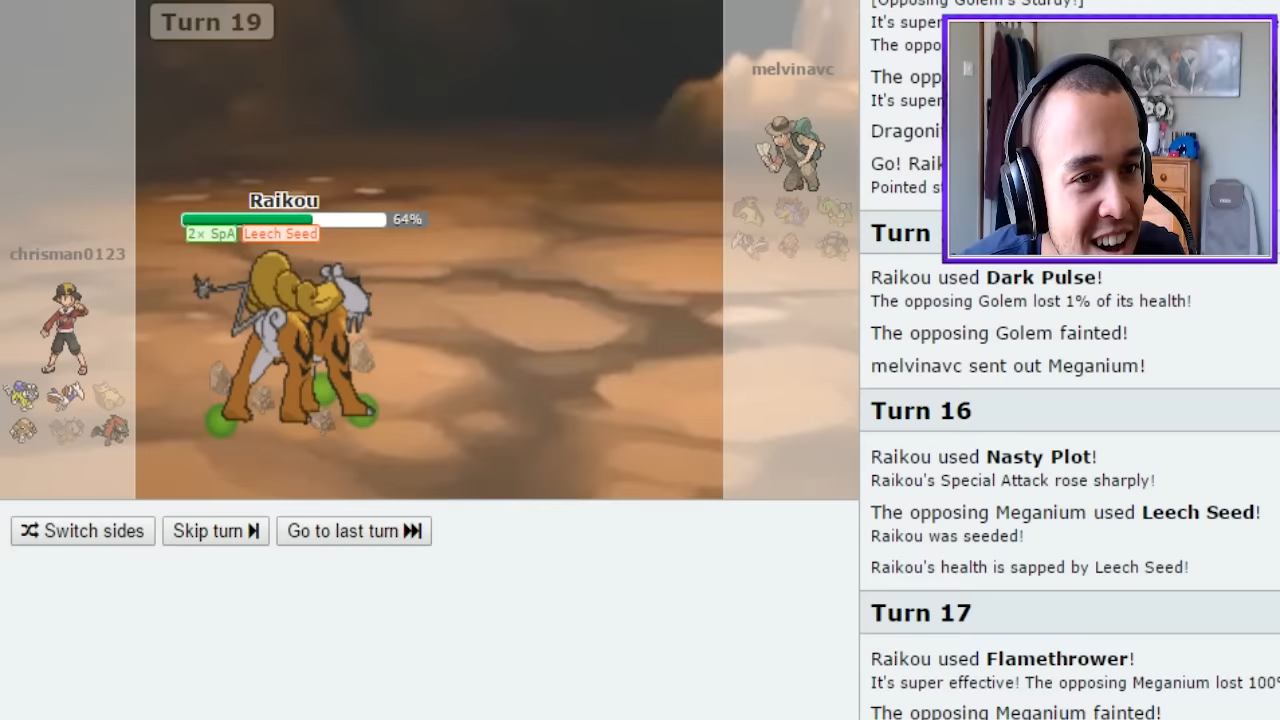 Turn 19
melvinavc
Raikou
64%
2× SpA
Leech Seed
chrisman0123
Switch sides
Skip turn
Go to last turn
[Opposing Golem's Sturdy!]
It's super
The oppo
The opp
It's super
Dragoni
Go! Raik
Pointed s
Turn
Raikou used Dark Pulse!
The opposing Golem lost 1% of its health!
The opposing Golem fainted!
melvinavc sent out Meganium!
Turn 16
Raikou used Nasty Plot!
Raikou's Special Attack rose sharply!
The opposing Meganium used Leech Seed!
Raikou was seeded!
Raikou's health is sapped by Leech Seed!
Turn 17
Raikou used Flamethrower!
It's super effective! The opposing Meganium lost 100%
The opposing Meganium fainted!